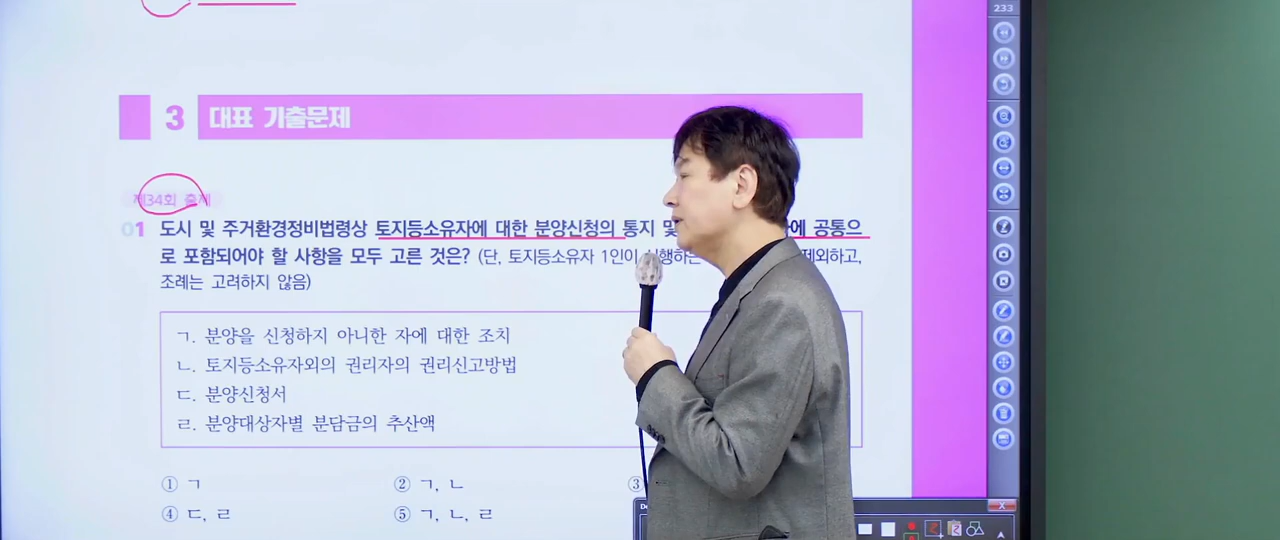 233
3 대표 기출문제
제34회 출제
01 도시 및 주거환경정비법령상 토지등소유자에 대한 분양신청의 통지 및 에 공통으
로 포함되어야 할 사항을 모두 고른 것은? (단, 토지등소유자 1인이 제외하고,
조례는 고려하지 않음)
ㄱ. 분양을 신청하지 아니한 자에 대한 조치
ㄴ. 토지등소유자외의 권리자의 권리신고방법
ㄷ. 분양신청서
ㄹ. 분양대상자별 분담금의 추산액
① ㄱ ② ㄱ, ㄴ ③
④ ㄷ, ㄹ ⑤ ㄱ, ㄴ, ㄹ